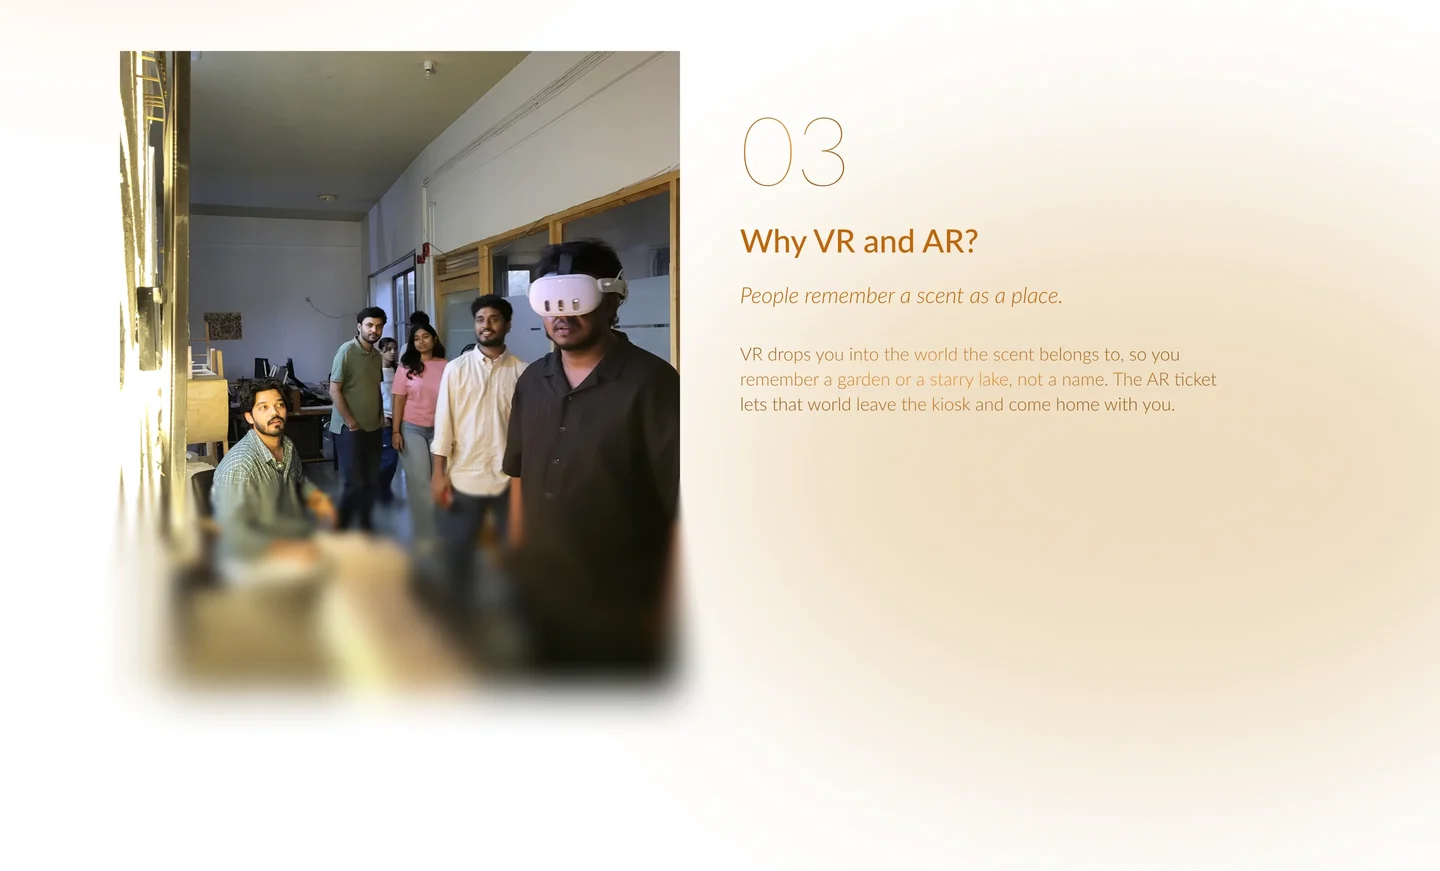 03
Why VR and AR?
People remember a scent as a place.
VR drops you into the world the scent belongs to, so you
remember a garden or a starry lake, not a name. The AR ticket
lets that world leave the kiosk and come home with you.